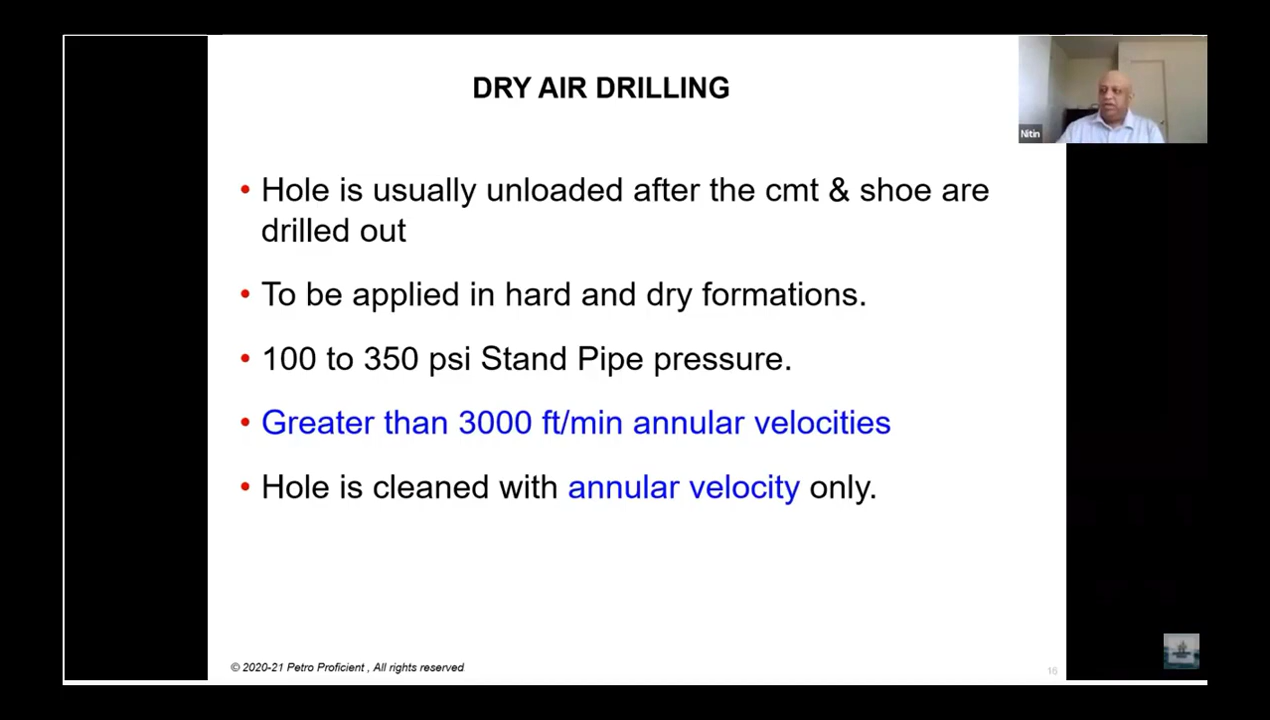 DRY AIR DRILLING
Nitin
• Hole is usually unloaded after the cmt & shoe are
drilled out
• To be applied in hard and dry formations.
• 100 to 350 psi Stand Pipe pressure.
• Greater than 3000 ft/min annular velocities
• Hole is cleaned with annular velocity only.
© 2020-21 Petro Proficient , All rights reserved
16